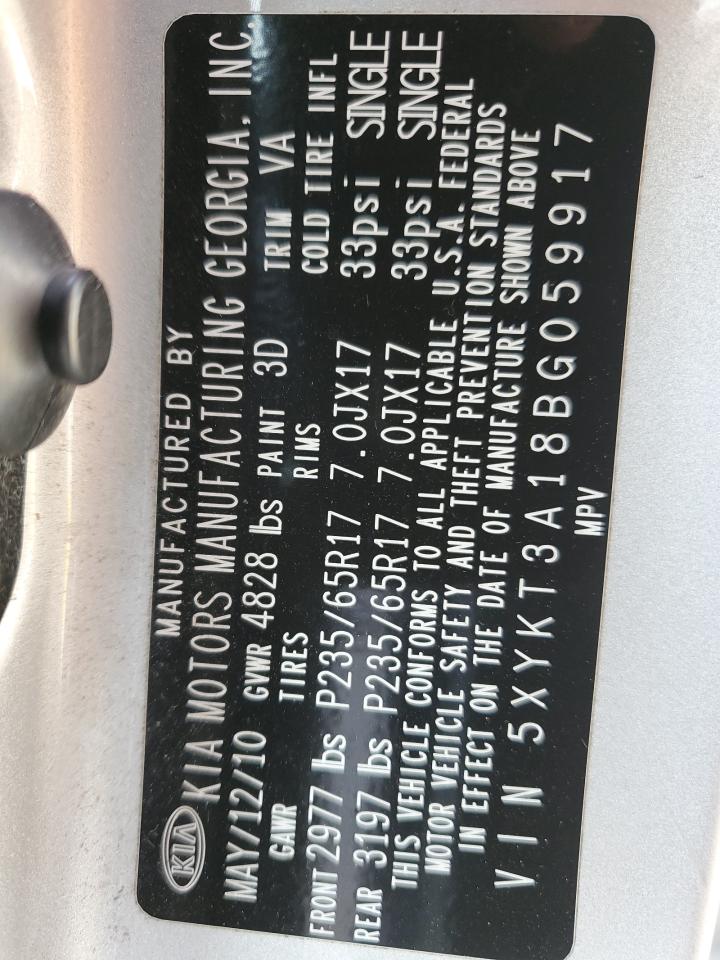 MANUFACTURED BY
KIA KIA MOTORS MANUFACTURING GEORGIA, INC.
MAY/12/10 GVWR 4828 lbs PAINT 3D TRIM VA
GAWR TIRES RIMS COLD TIRE INFL
FRONT 2977 lbs P235/65R17 7.0JX17 33psi SINGLE
REAR 3197 lbs P235/65R17 7.0JX17 33psi SINGLE
THIS VEHICLE CONFORMS TO ALL APPLICABLE U.S.A. FEDERAL
MOTOR VEHICLE SAFETY AND THEFT PREVENTION STANDARDS
IN EFFECT ON THE DATE OF MANUFACTURE SHOWN ABOVE
VIN 5XYKT3A18BG059917
MPV